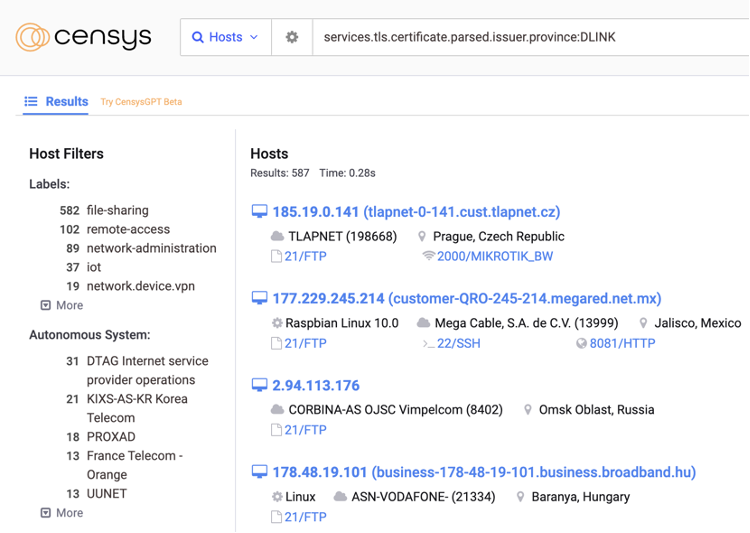 censys
Hosts
services.tls.certificate.parsed.issuer.province:DLINK
Results
Try CensysGPT Beta
Host Filters
Labels:
582 file-sharing
102 remote-access
89 network-administration
37 iot
19 network.device.vpn
More
Autonomous System:
31 DTAG Internet service
provider operations
21 KIXS-AS-KR Korea
Telecom
18 PROXAD
13 France Telecom -
Orange
13 UUNET
More
Hosts
Results: 587 Time: 0.28s
185.19.0.141 (tlapnet-0-141.cust.tlapnet.cz)
TLAPNET (198668) Prague, Czech Republic
21/FTP 2000/MIKROTIK_BW
177.229.245.214 (customer-QRO-245-214.megared.net.mx)
Raspbian Linux 10.0 Mega Cable, S.A. de C.V. (13999) Jalisco, Mexico
21/FTP 22/SSH 8081/HTTP
2.94.113.176
CORBINA-AS OJSC Vimpelcom (8402) Omsk Oblast, Russia
21/FTP
178.48.19.101 (business-178-48-19-101.business.broadband.hu)
Linux ASN-VODAFONE- (21334) Baranya, Hungary
21/FTP